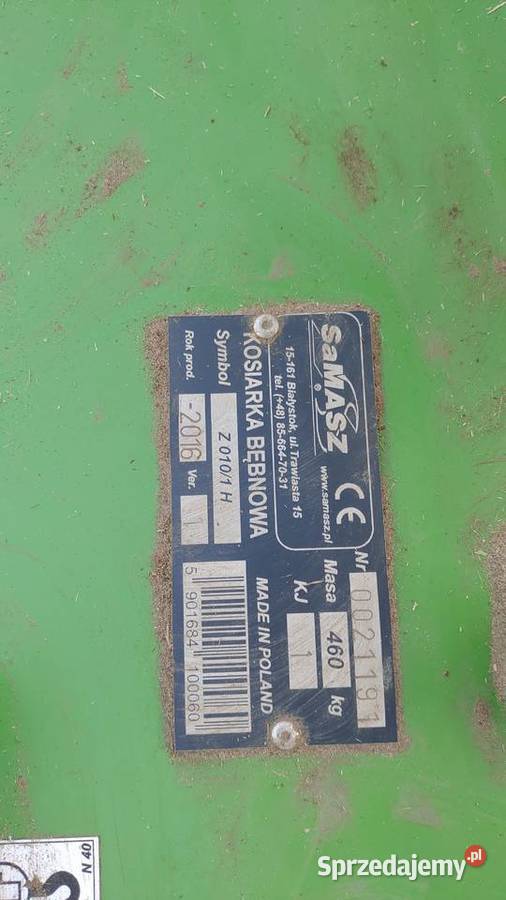 SaMASZ ®
CE
Nr 0021191
15-161 Białystok, ul. Trawiasta 15
tel. (+48) 85-664-70-31
www.samasz.pl
Masa 460 kg
KOSIARKA BĘBNOWA
KJ 1
Symbol Z 010/1 H
MADE IN POLAND
Rok prod. -2016 Ver. 1
5 901684 100060
N 40
Sprzedajemy.pl